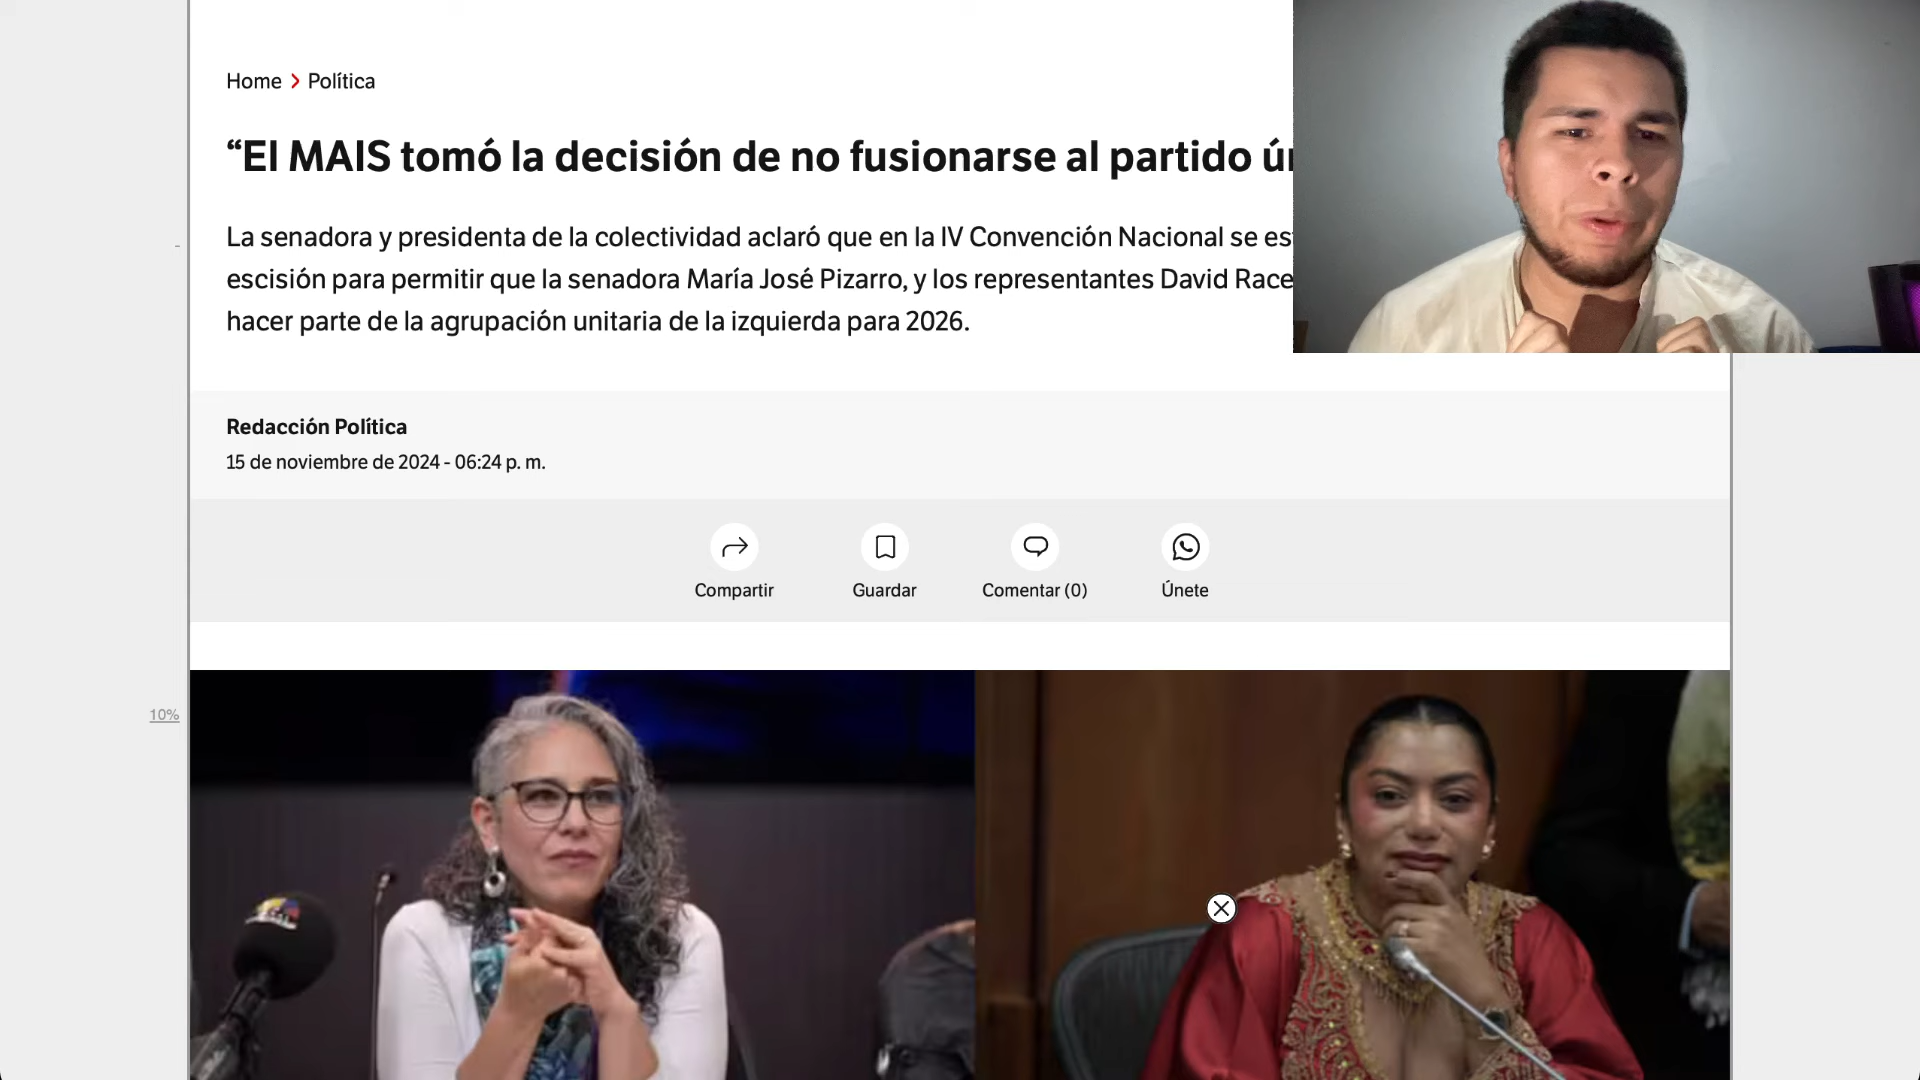 Home > Política
“El MAIS tomó la decisión de no fusionarse al partido
La senadora y presidenta de la colectividad aclaró que en la IV Convención Nacional se
escisión para permitir que la senadora María José Pizarro, y los representantes David
hacer parte de la agrupación unitaria de la izquierda para 2026.
Redacción Política
15 de noviembre de 2024 - 06:24 p. m.
Compartir Guardar Comentar (0) Únete
10%